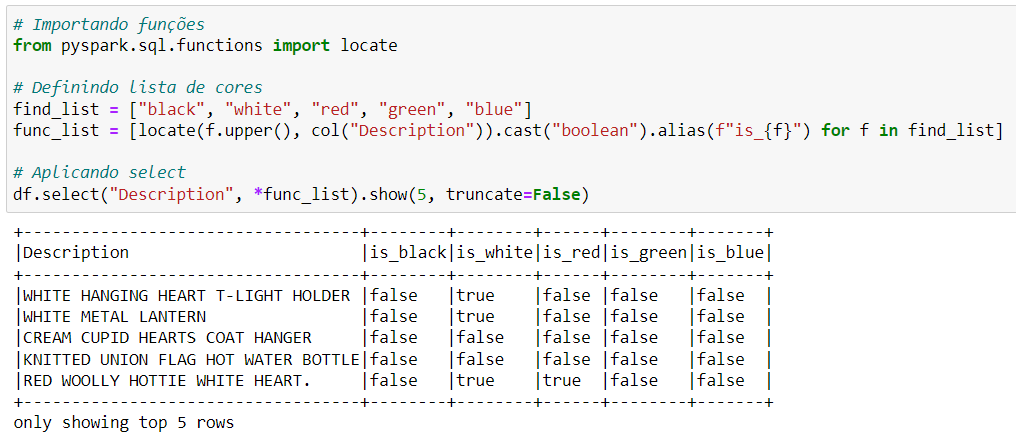 # Importando funções
from pyspark.sql.functions import locate
# Definindo lista de cores
find_list = ["black", "white", "red", "green", "blue"]
func_list = [locate(f.upper(), col("Description")).cast("boolean").alias(f"is_{f}") for f in find_list]
# Aplicando select
df.select("Description", *func_list).show(5, truncate=False)
+-----------------------------------+--------+--------+------+--------+-------+
|Description                        |is_black|is_white|is_red|is_green|is_blue|
+-----------------------------------+--------+--------+------+--------+-------+
|WHITE HANGING HEART T-LIGHT HOLDER |false   |true    |false |false   |false  |
|WHITE METAL LANTERN                |false   |true    |false |false   |false  |
|CREAM CUPID HEARTS COAT HANGER     |false   |false   |false |false   |false  |
|KNITTED UNION FLAG HOT WATER BOTTLE|false   |false   |false |false   |false  |
|RED WOOLLY HOTTIE WHITE HEART.     |false   |true    |true  |false   |false  |
+-----------------------------------+--------+--------+------+--------+-------+
only showing top 5 rows